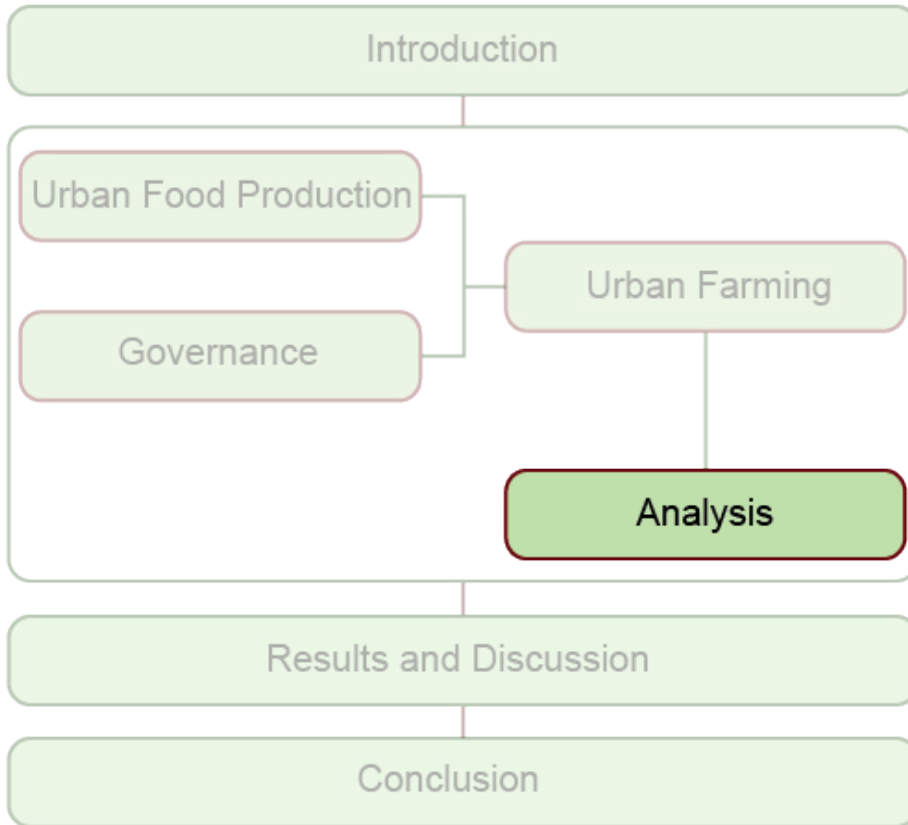 Introduction
Urban Food Production
Urban Farming
Governance
Analysis
Results and Discussion
Conclusion